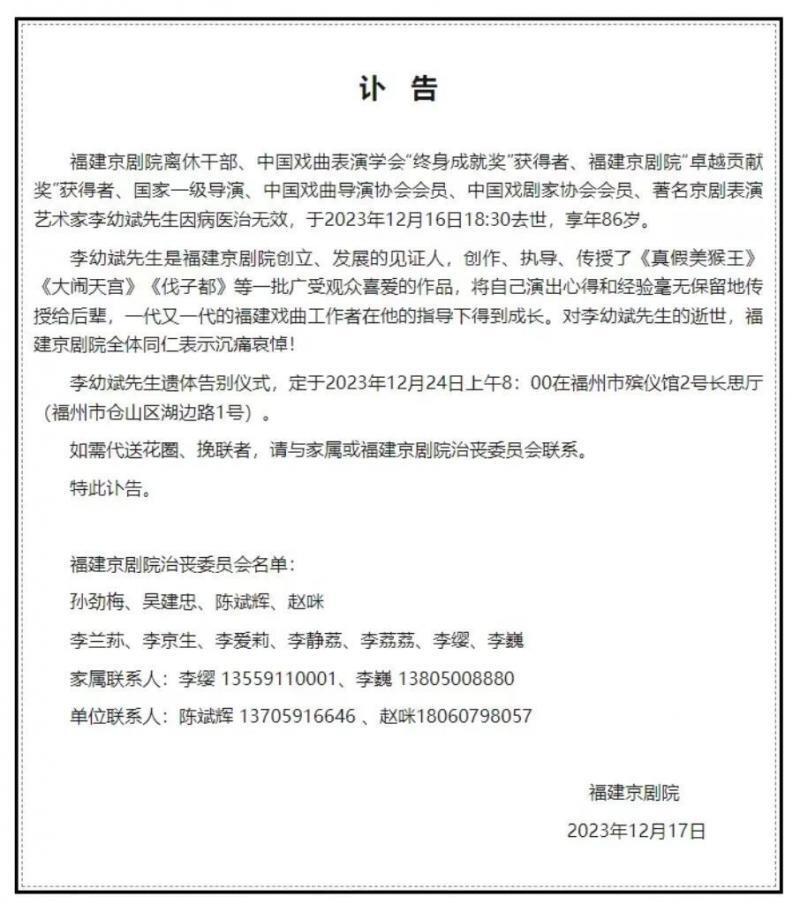 讣 告
福建京剧院离休干部、中国戏曲表演学会“终身成就奖”获得者、福建京剧院“卓越贡献
奖”获得者、国家一级导演、中国戏曲导演协会会员、中国戏剧家协会会员、著名京剧表演
艺术家李幼斌先生因病医治无效，于2023年12月16日18:30去世，享年86岁。
李幼斌先生是福建京剧院创立、发展的见证人，创作、执导、传授了《真假美猴王》
《大闹天宫》《伐子都》等一批广受观众喜爱的作品，将自己演出心得和经验毫无保留地传
授给后辈，一代又一代的福建戏曲工作者在他的指导下得到成长。对李幼斌先生的逝世，福
建京剧院全体同仁表示沉痛哀悼！
李幼斌先生遗体告别仪式，定于2023年12月24日上午8：00在福州市殡仪馆2号长思厅
（福州市仓山区湖边路1号）。
如需代送花圈、挽联者，请与家属或福建京剧院治丧委员会联系。
特此讣告。
福建京剧院治丧委员会名单：
孙劲梅、吴建忠、陈斌辉、赵咪
李兰荪、李京生、李爱莉、李静荔、李荔荔、李缨、李巍
家属联系人：李缨 13559110001、李巍 13805008880
单位联系人：陈斌辉 13705916646 、赵咪18060798057
福建京剧院
2023年12月17日